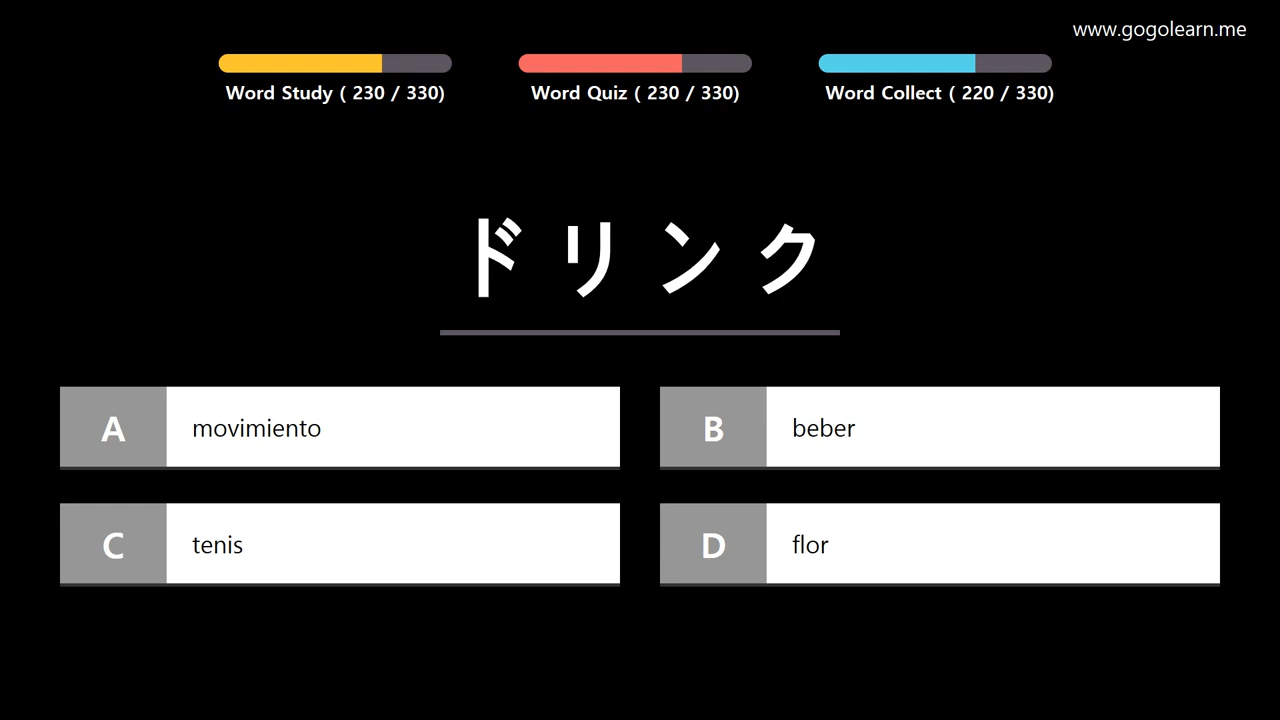 www.gogolearn.me
Word Study ( 230 / 330)
Word Quiz ( 230 / 330)
Word Collect ( 220 / 330)
ドリンク
A movimiento
B beber
C tenis
D flor